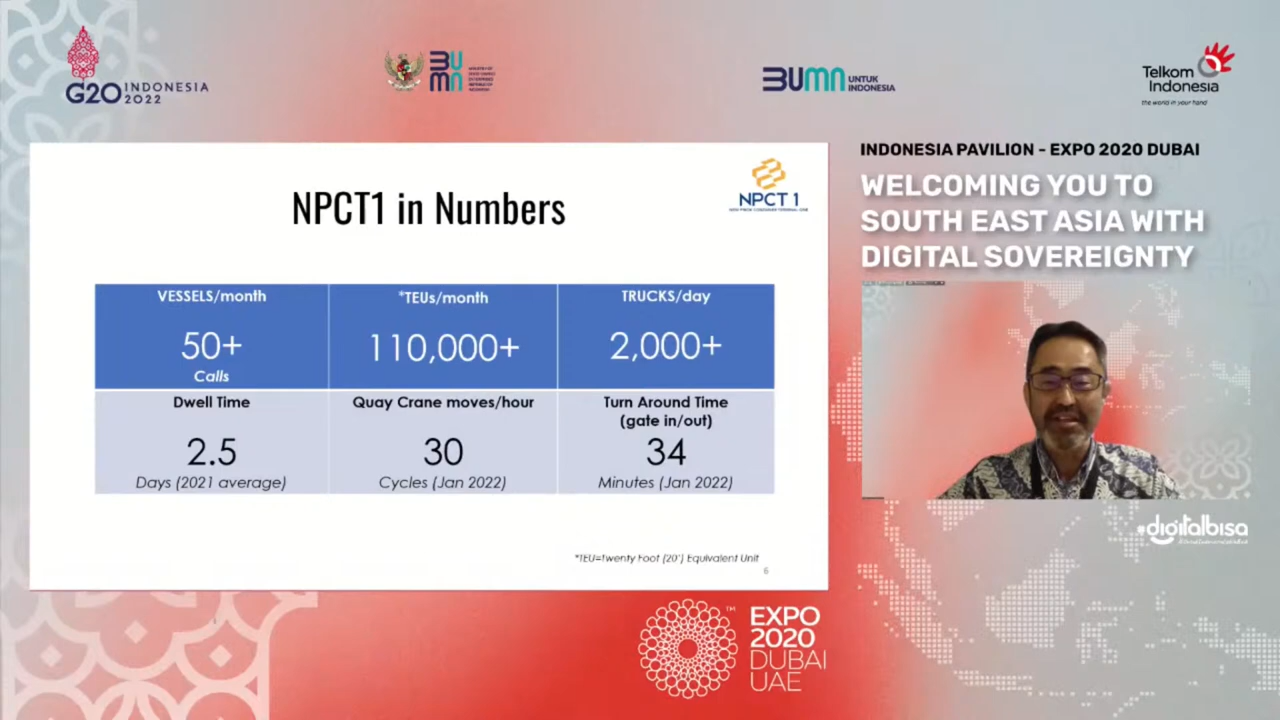 G20 INDONESIA
2022
BUMN
BUMN UNTUK
INDONESIA
Telkom
Indonesia
the world in your hand
INDONESIA PAVILION - EXPO 2020 DUBAI
WELCOMING YOU TO
SOUTH EAST ASIA WITH
DIGITAL SOVEREIGNTY
NPCT 1
NPCT1 in Numbers
VESSELS/month
50+
Calls
*TEUs/month
110,000+
TRUCKS/day
2,000+
Dwell Time
2.5
Days (2021 average)
Quay Crane moves/hour
30
Cycles (Jan 2022)
Turn Around Time
(gate in/out)
34
Minutes (Jan 2022)
*TEU=Twenty Foot (20') Equivalent Unit
6
#digitalbisa
EXPO
2020
DUBAI
UAE
TM